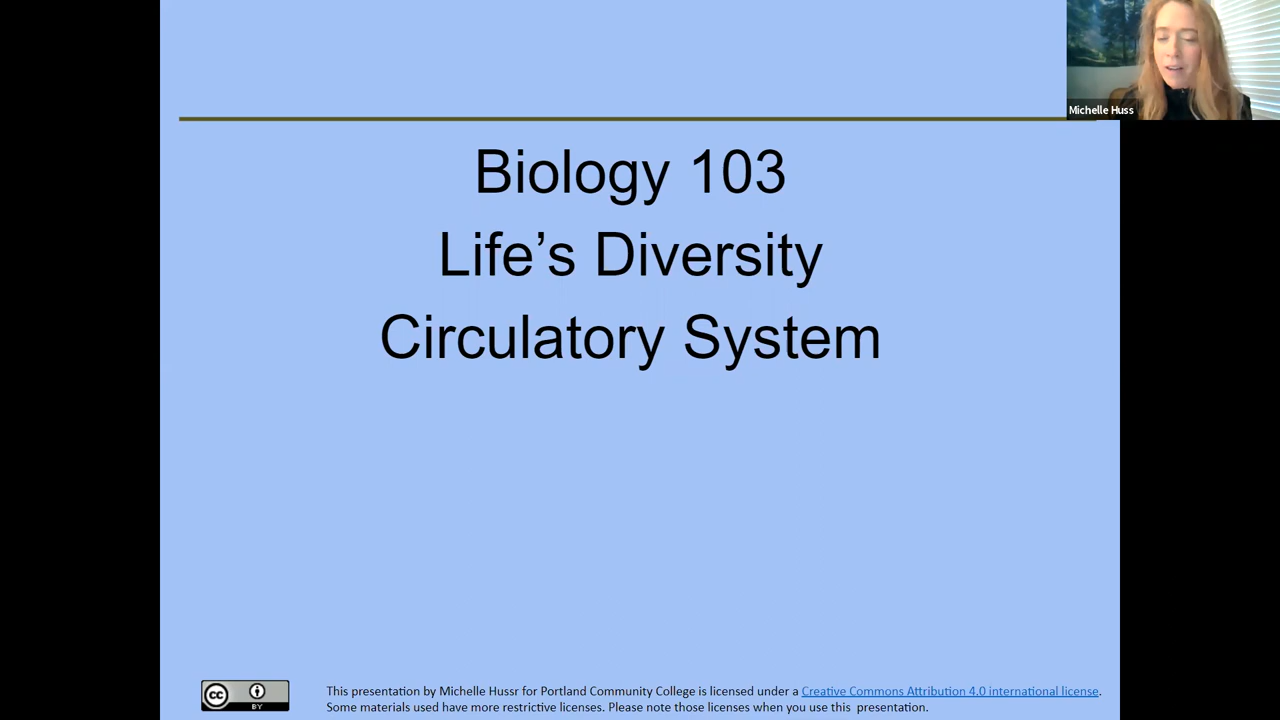 Michelle Huss
Biology 103
Life’s Diversity
Circulatory System
cc
BY
This presentation by Michelle Hussr for Portland Community College is licensed under a Creative Commons Attribution 4.0 international license.
Some materials used have more restrictive licenses. Please note those licenses when you use this presentation.